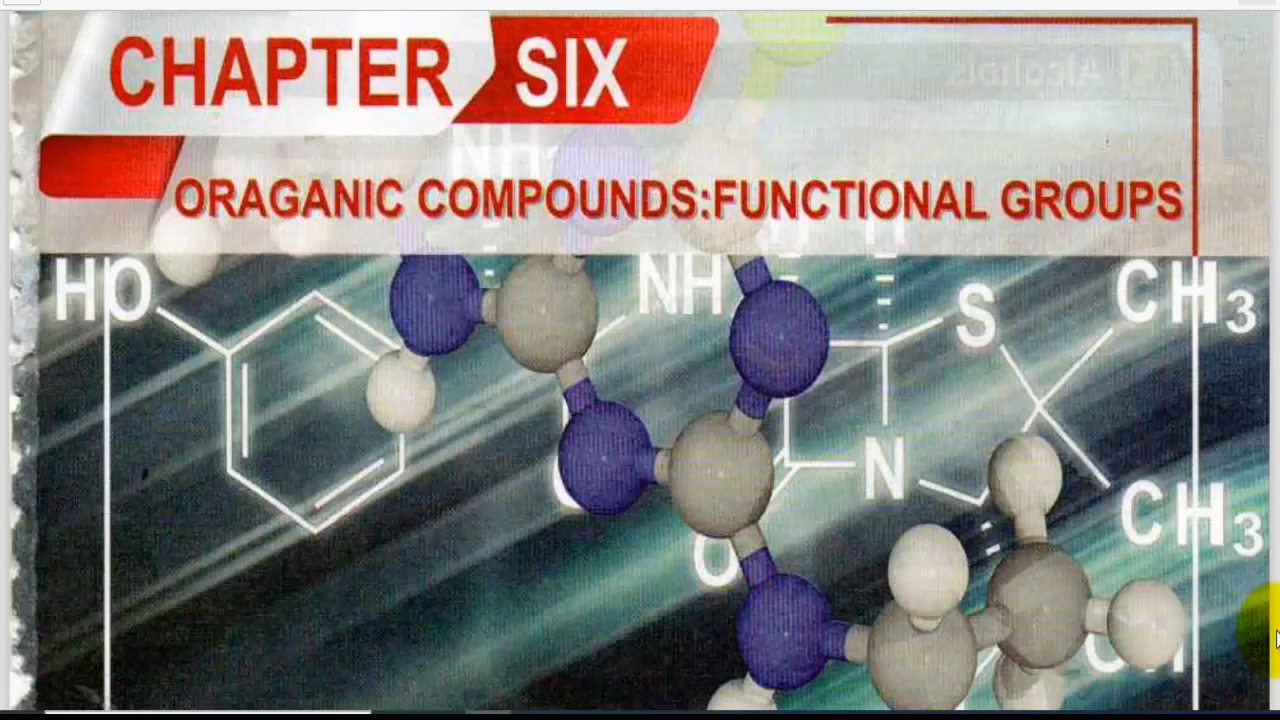 CHAPTER SIX
ORAGANIC COMPOUNDS:FUNCTIONAL GROUPS
HO
NH
S
CH3
N
CH3
O